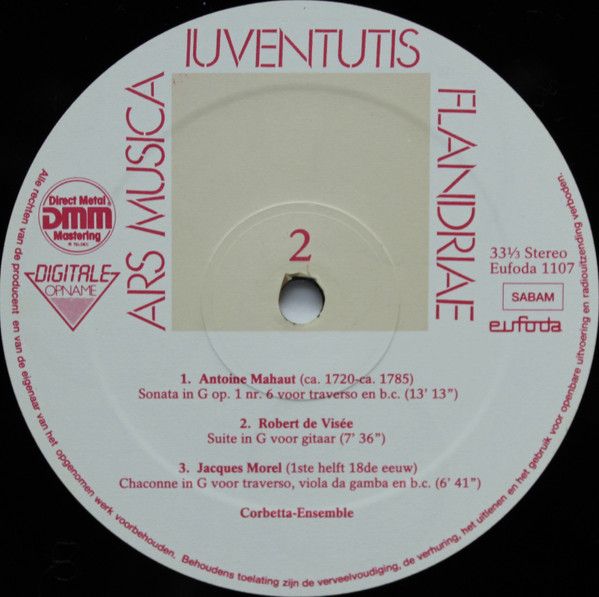 ARS MUSICA
IUVENTUTIS
FLANDRIAE
Direct Metal
DMM
Mastering
DIGITALE
OPNAME
2
33⅓ Stereo
Eufoda 1107
SABAM
eufoda
1. Antoine Mahaut (ca. 1720-ca. 1785)
Sonata in G op. 1 nr. 6 voor traverso en b.c. (13' 13")
2. Robert de Visée
Suite in G voor gitaar (7' 36")
3. Jacques Morel (1ste helft 18de eeuw)
Chaconne in G voor traverso, viola da gamba en b.c. (6' 41")
Corbetta-Ensemble
Alle rechten van de producent en van de eigenaar van het opgenomen werk voorbehouden. Behoudens toelating zijn de verveelvoudiging, de verhuring, het uitlenen en het gebruik voor openbare uitvoering en radiouitzending verboden.